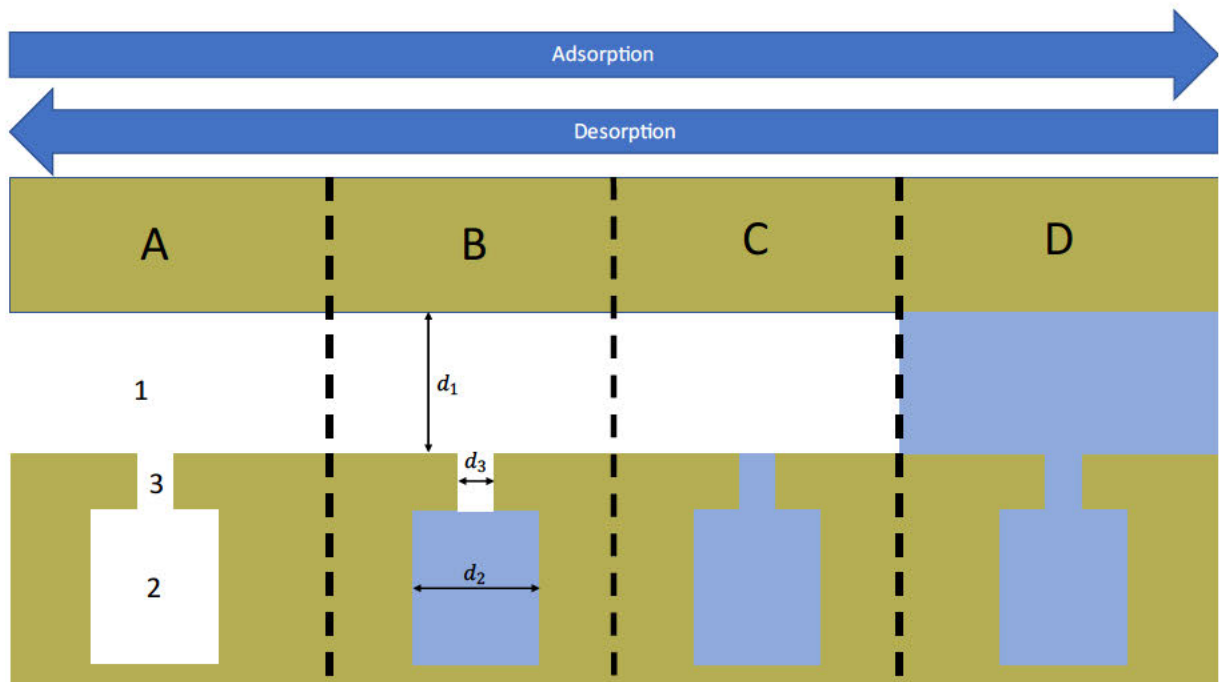 Adsorption
Desorption
A B C D
1
d₁
3
d₃
2
d₂